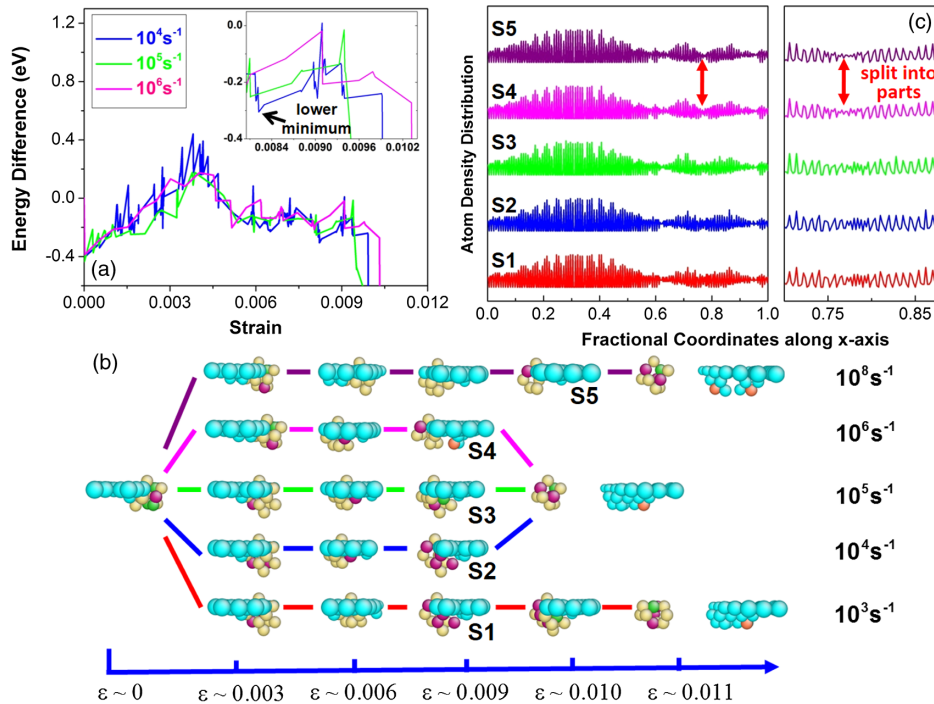 1.2
0.8
0.4
0.0
-0.4
Energy Difference (eV)
10⁴s⁻¹
10⁵s⁻¹
10⁶s⁻¹
0.0
-0.2
-0.4
lower
minimum
0.0084 0.0090 0.0096 0.0102
(a)
0.000 0.003 0.006 0.009 0.012
Strain
Atom Density Distribution
S5
S4
S3
S2
S1
(c)
split into
parts
0.0 0.2 0.4 0.6 0.8 1.0
0.75 0.80 0.85
Fractional Coordinates along x-axis
(b)
S5 10⁸s⁻¹
S4 10⁶s⁻¹
S3 10⁵s⁻¹
S2 10⁴s⁻¹
S1 10³s⁻¹
ε ~ 0 ε ~ 0.003 ε ~ 0.006 ε ~ 0.009 ε ~ 0.010 ε ~ 0.011